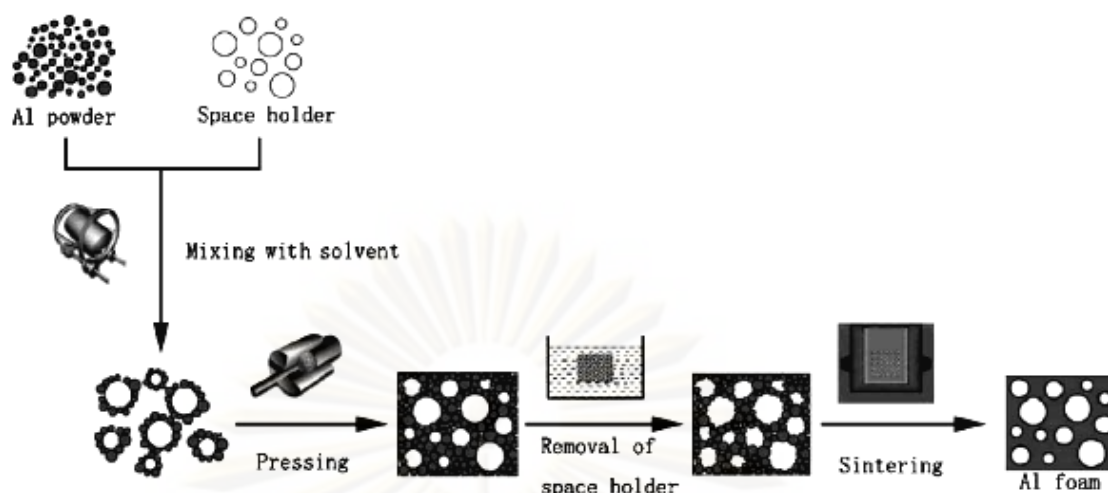 Al powder
Space holder
Mixing with solvent
Pressing
Removal of
space holder
Sintering
Al foam